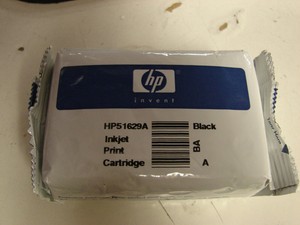 hp
invent
HP51629A Black
Inkjet
Print BA
Cartridge A